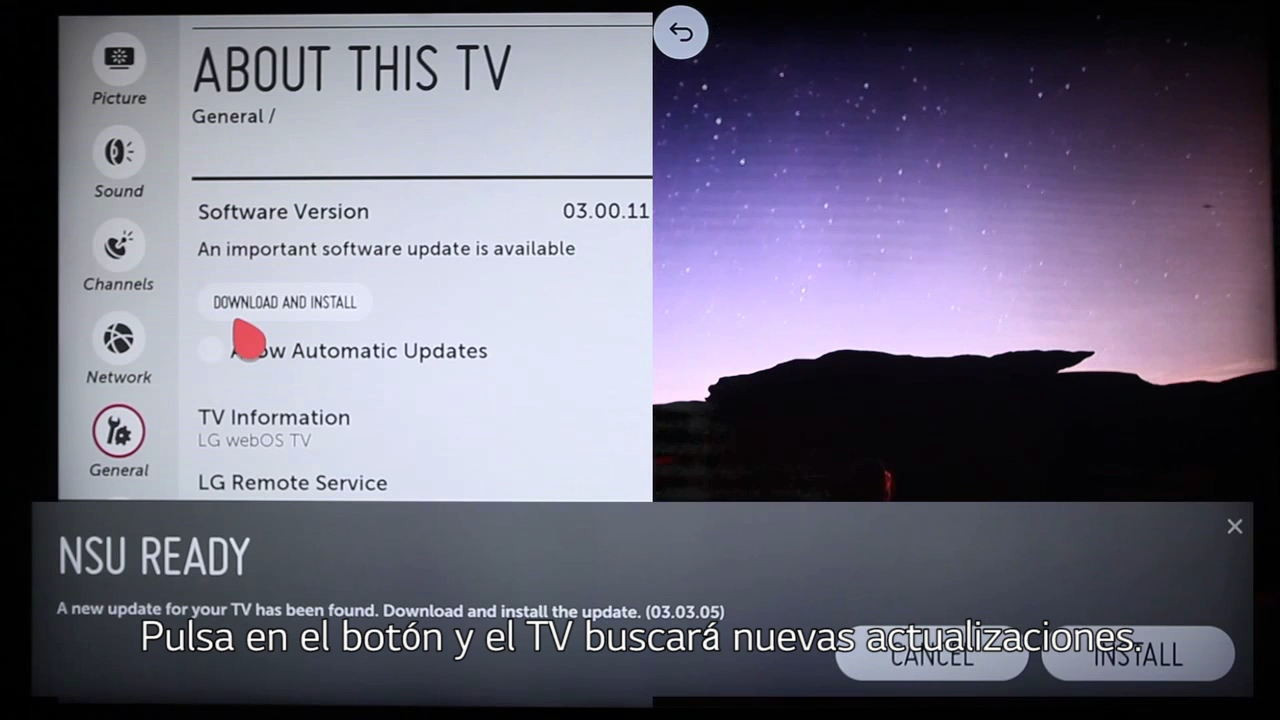 ABOUT THIS TV
General /
Picture
Sound
Channels
Network
General
Software Version 03.00.11
An important software update is available
DOWNLOAD AND INSTALL
Allow Automatic Updates
TV Information
LG webOS TV
LG Remote Service
NSU READY
A new update for your TV has been found. Download and install the update. (03.03.05)
Pulsa en el botón y el TV buscará nuevas actualizaciones.
CANCEL
INSTALL